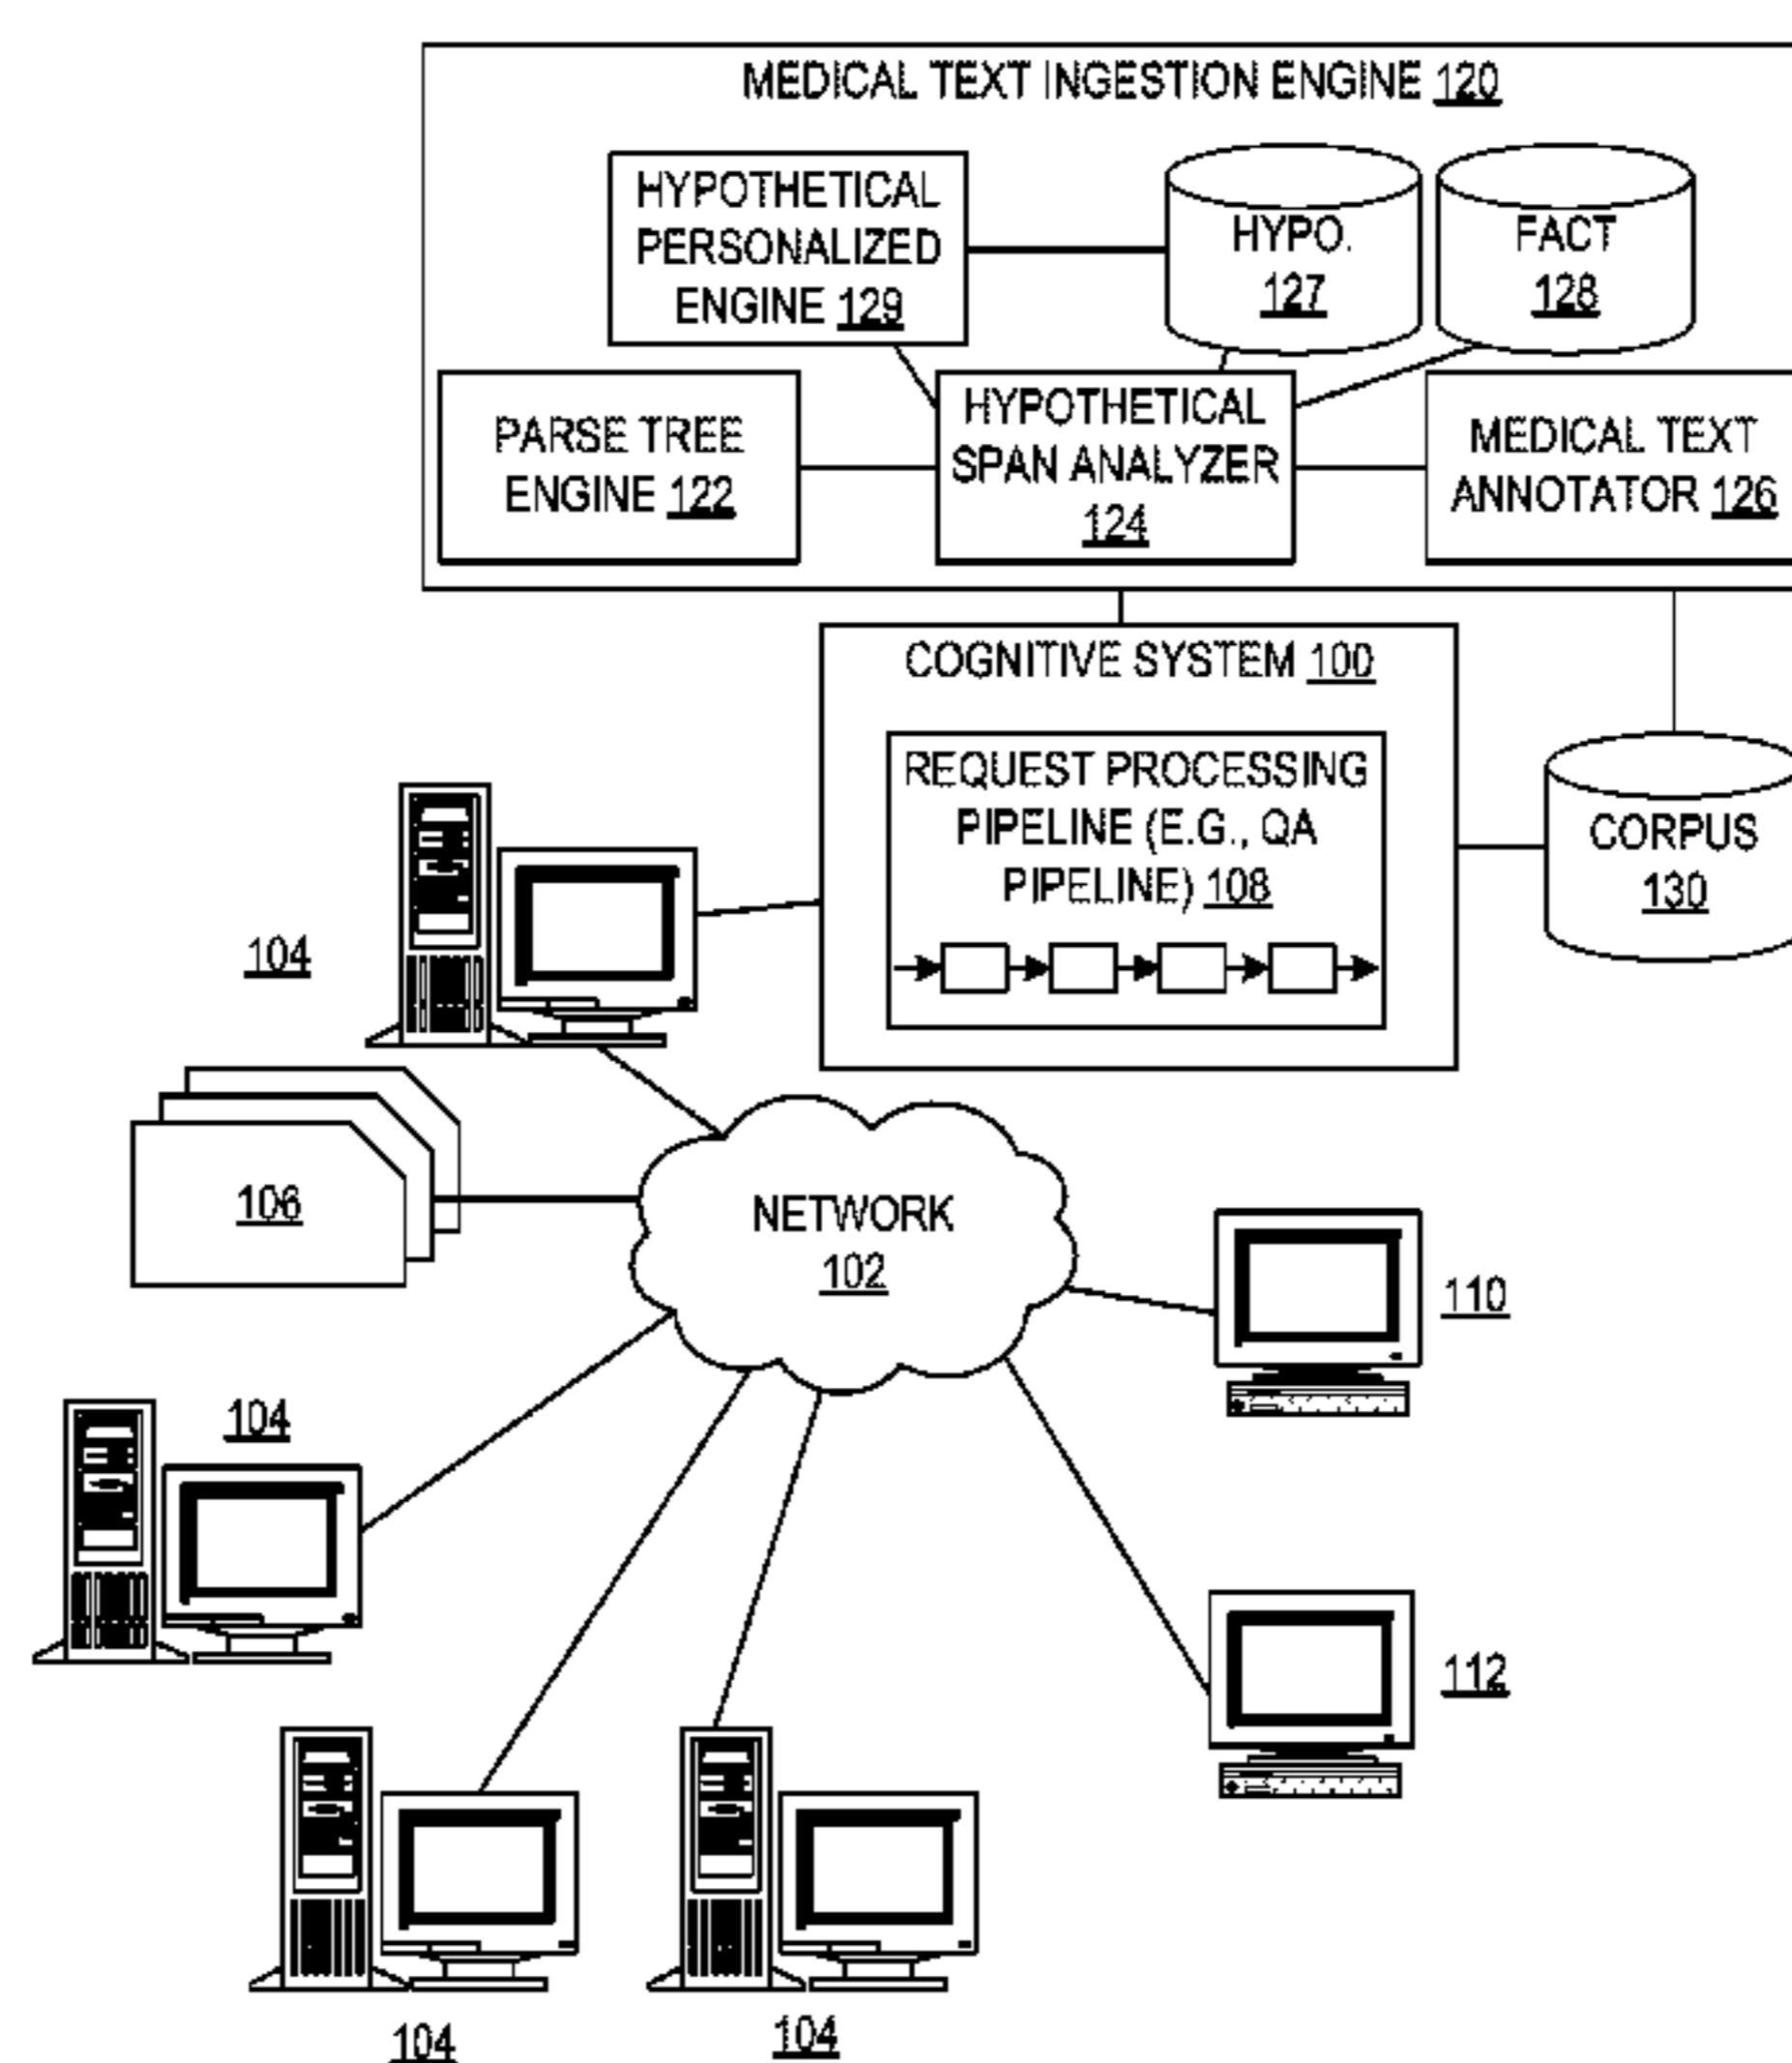 MEDICAL TEXT INGESTION ENGINE 120
HYPOTHETICAL
PERSONALIZED
ENGINE 129
HYPO.
127
FACT
128
PARSE TREE
ENGINE 122
HYPOTHETICAL
SPAN ANALYZER
124
MEDICAL TEXT
ANNOTATOR 126
COGNITIVE SYSTEM 100
REQUEST PROCESSING
PIPELINE (E.G., QA
PIPELINE) 108
CORPUS
130
104
106
NETWORK
102
110
104
112
104
104